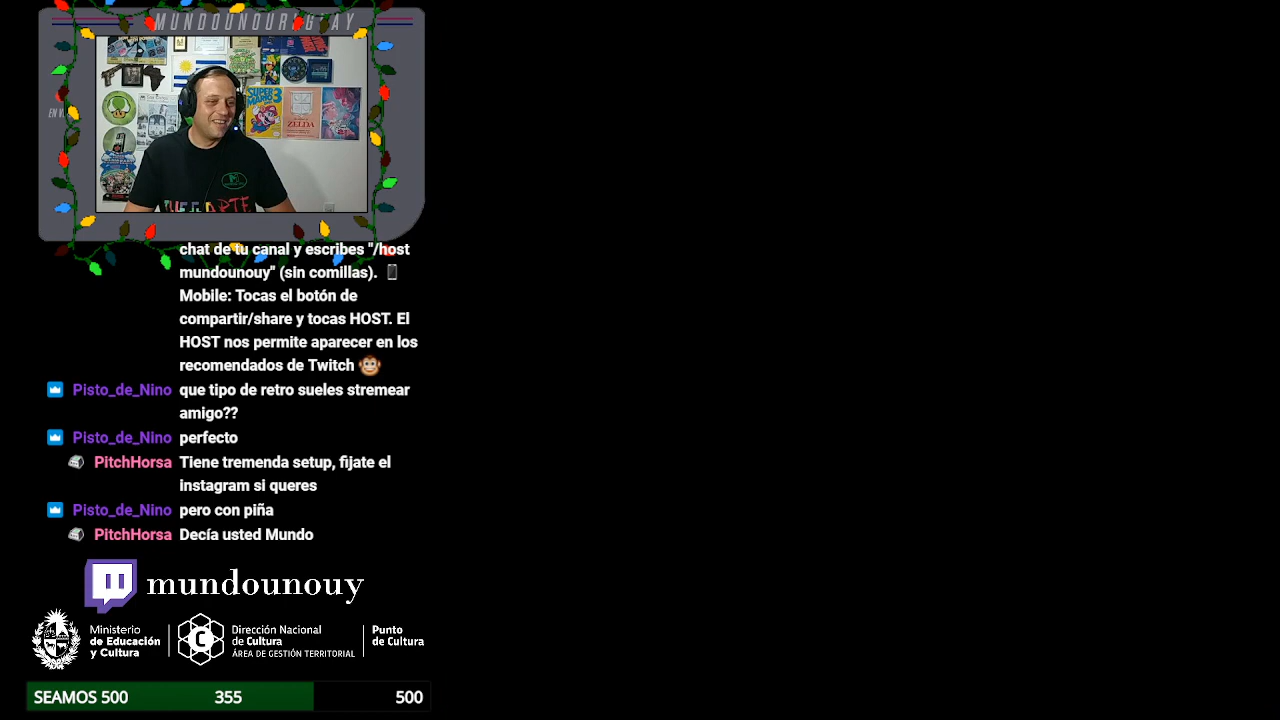 MUNDOUNOURUGUAY
SUPER
MARIO 3
ZELDA
chat de tu canal y escribes "/host
mundounouy" (sin comillas).
Mobile: Tocas el botón de
compartir/share y tocas HOST. El
HOST nos permite aparecer en los
recomendados de Twitch
Pisto_de_Nino que tipo de retro sueles stremear
amigo??
Pisto_de_Nino perfecto
PitchHorsa Tiene tremenda setup, fijate el
instagram si queres
Pisto_de_Nino pero con piña
PitchHorsa Decía usted Mundo
mundounouy
Ministerio
de Educación
y Cultura
C
Dirección Nacional
de Cultura
ÁREA DE GESTIÓN TERRITORIAL
Punto
de Cultura
SEAMOS 500 355 500